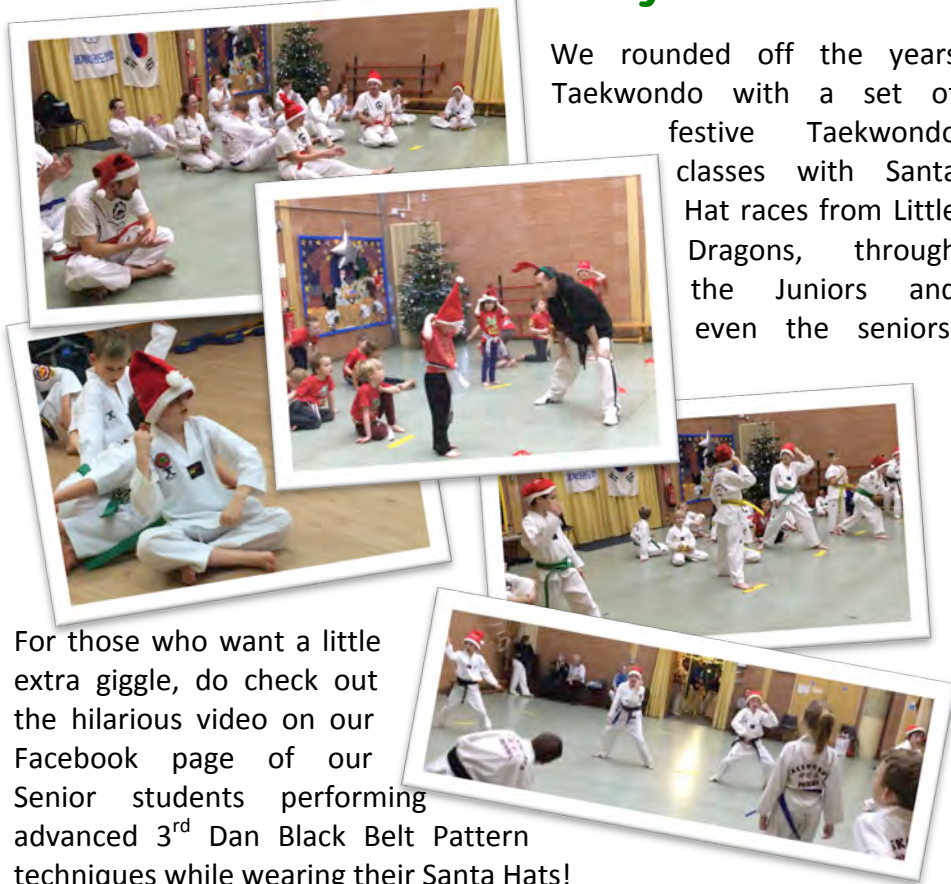 We rounded off the years
Taekwondo with a set of
festive Taekwondo
classes with Santa
Hat races from Little
Dragons, through
the Juniors and
even the seniors
For those who want a little
extra giggle, do check out
the hilarious video on our
Facebook page of our
Senior students performing
advanced 3rd Dan Black Belt Pattern
techniques while wearing their Santa Hats!